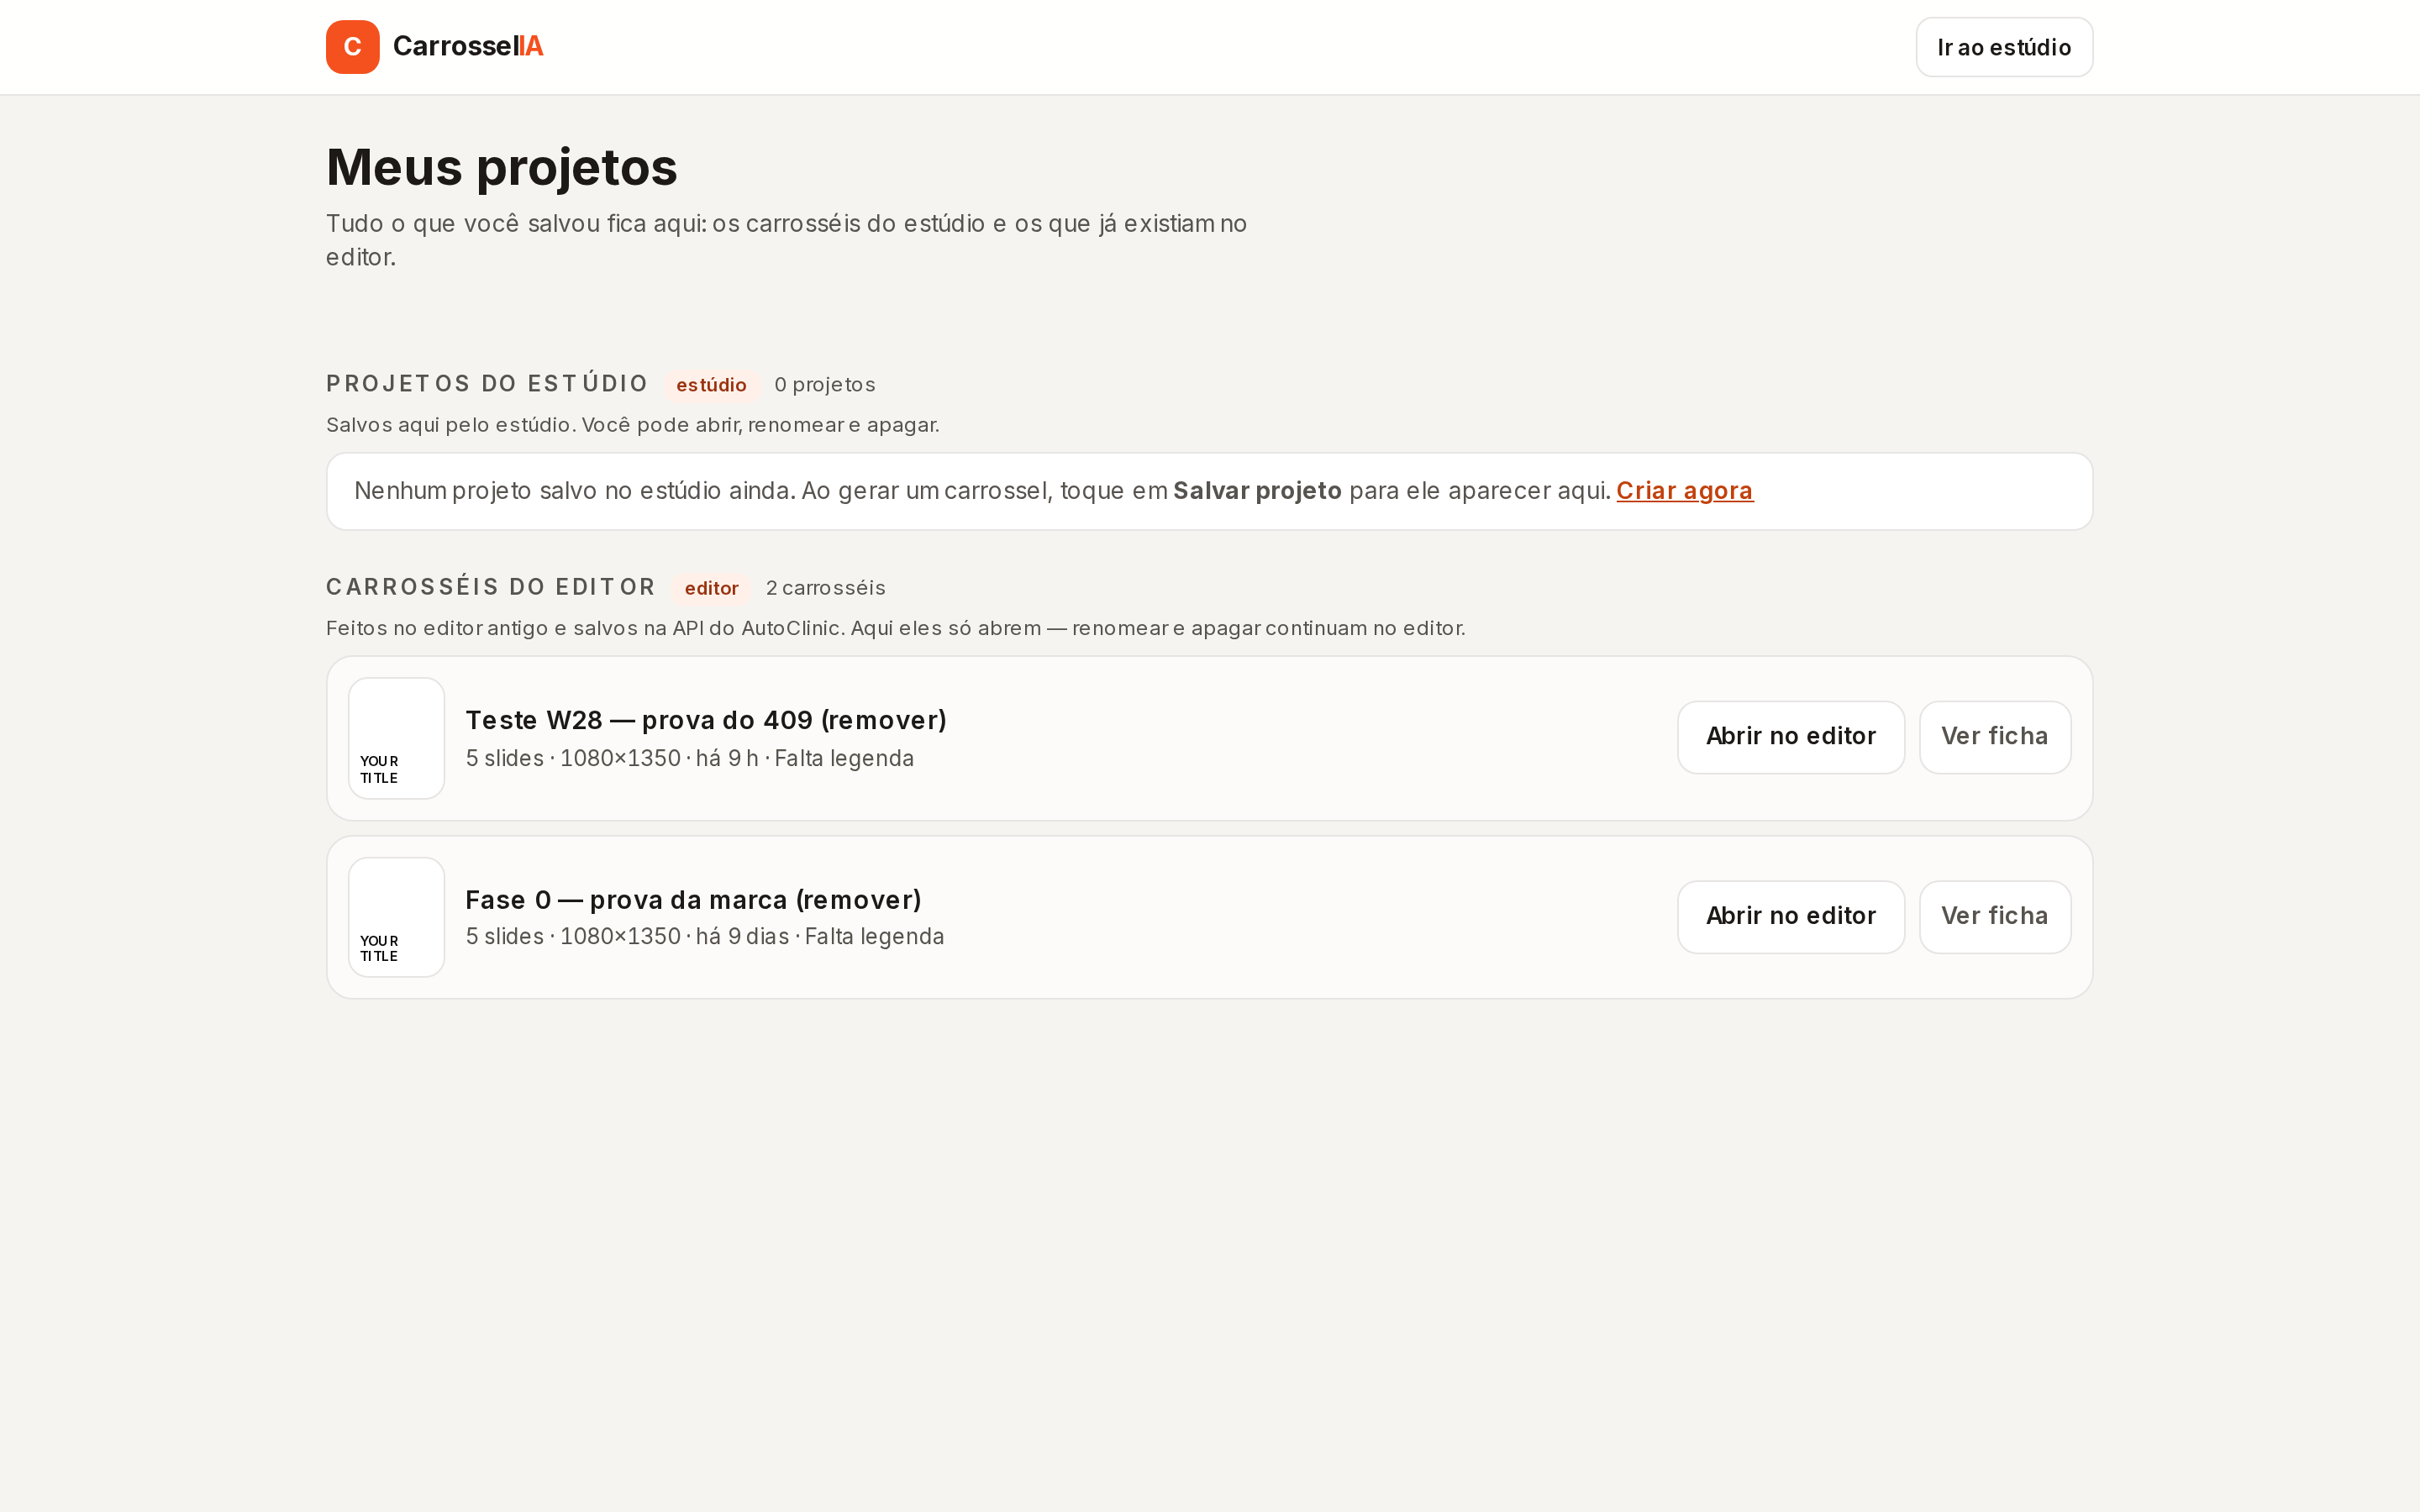 C CarrosselIA
Ir ao estúdio
Meus projetos
Tudo o que você salvou fica aqui: os carrosséis do estúdio e os que já existiam no
editor.
PROJETOS DO ESTÚDIO estúdio 0 projetos
Salvos aqui pelo estúdio. Você pode abrir, renomear e apagar.
Nenhum projeto salvo no estúdio ainda. Ao gerar um carrossel, toque em Salvar projeto para ele aparecer aqui. Criar agora
CARROSSÉIS DO EDITOR editor 2 carrosséis
Feitos no editor antigo e salvos na API do AutoClinic. Aqui eles só abrem — renomear e apagar continuam no editor.
YOUR
TITLE
Teste W28 — prova do 409 (remover)
5 slides · 1080×1350 · há 9 h · Falta legenda
Abrir no editor
Ver ficha
YOUR
TITLE
Fase 0 — prova da marca (remover)
5 slides · 1080×1350 · há 9 dias · Falta legenda
Abrir no editor
Ver ficha